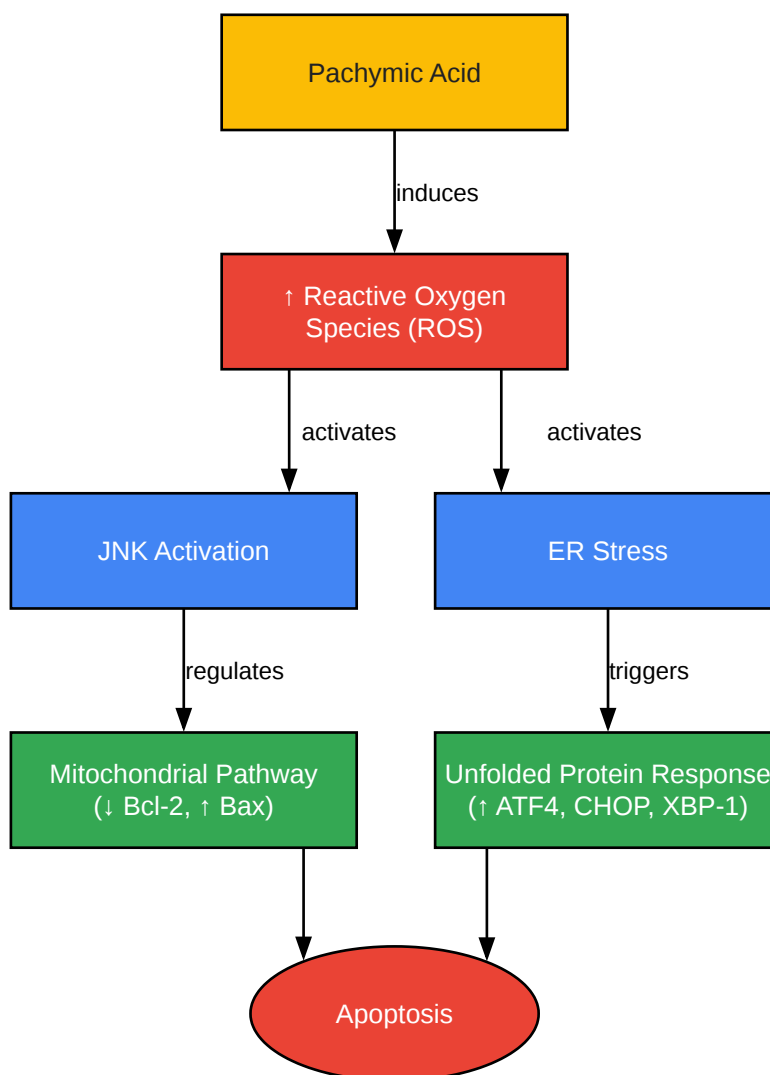 Pachymic Acid
induces
↑ Reactive Oxygen
Species (ROS)
activates
activates
JNK Activation
ER Stress
regulates
triggers
Mitochondrial Pathway
(↓ Bcl-2, ↑ Bax)
Unfolded Protein Response
(↑ ATF4, CHOP, XBP-1)
Apoptosis